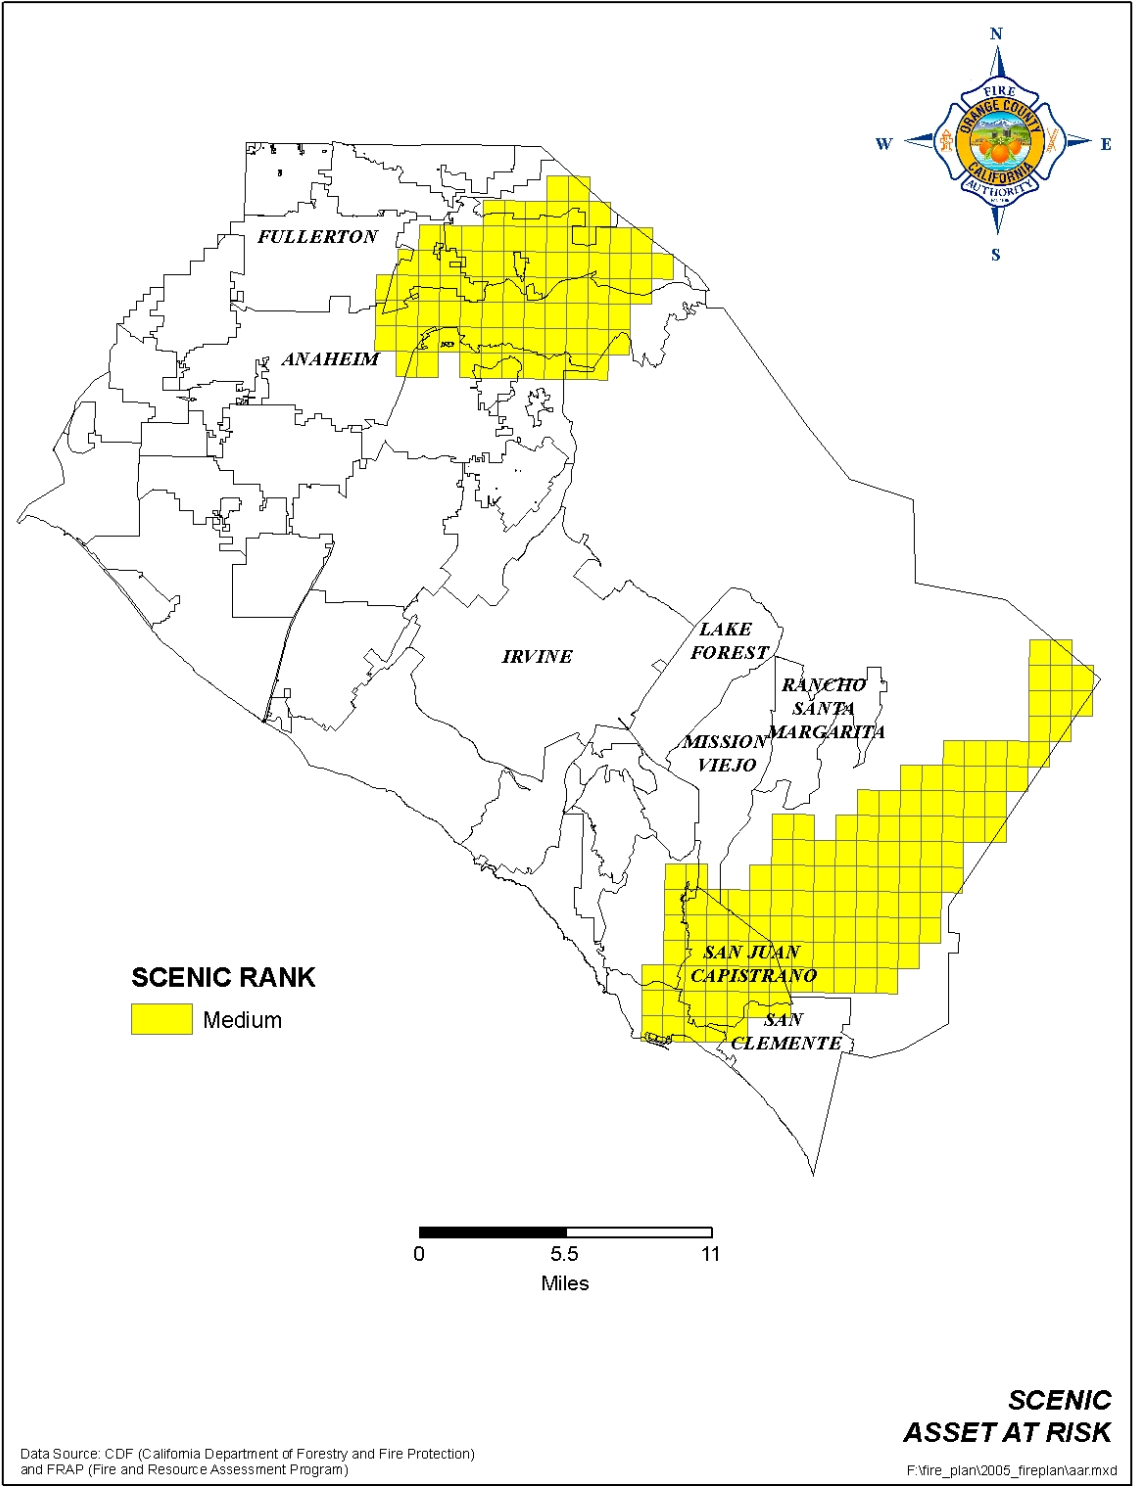 N
W
E
S
FIRE
ORANGE COUNTY
CALIFORNIA
AUTHORITY
FULLERTON
ANAHEIM
IRVINE
LAKE
FOREST
RANCHO
SANTA
MARGARITA
MISSION
VIEJO
SAN JUAN
CAPISTRANO
SAN
CLEMENTE
SCENIC RANK
Medium
0 5.5 11
Miles
SCENIC
ASSET AT RISK
Data Source: CDF (California Department of Forestry and Fire Protection)
and FRAP (Fire and Resource Assessment Program)
F:\fire_plan\2005_fireplan\aar.mxd